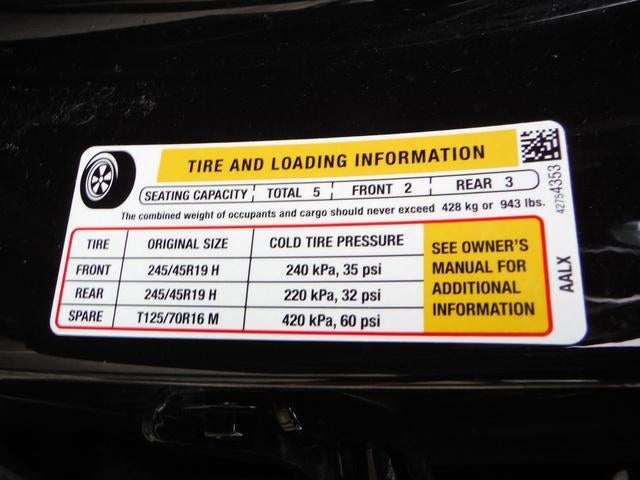 TIRE AND LOADING INFORMATION
SEATING CAPACITY TOTAL 5 FRONT 2 REAR 3
The combined weight of occupants and cargo should never exceed 428 kg or 943 lbs.
TIRE ORIGINAL SIZE COLD TIRE PRESSURE
FRONT 245/45R19 H 240 kPa, 35 psi
REAR 245/45R19 H 220 kPa, 32 psi
SPARE T125/70R16 M 420 kPa, 60 psi
SEE OWNER'S
MANUAL FOR
ADDITIONAL
INFORMATION
42754353
AALX